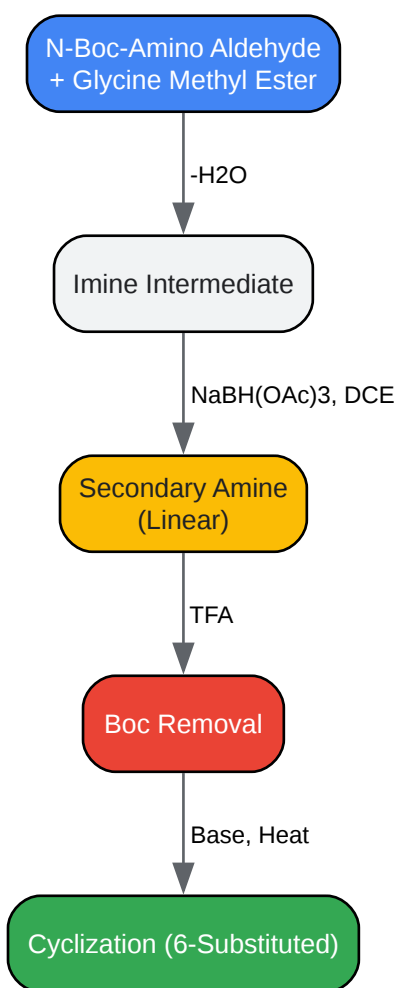 N-Boc-Amino Aldehyde
+ Glycine Methyl Ester
-H2O
Imine Intermediate
NaBH(OAc)3, DCE
Secondary Amine
(Linear)
TFA
Boc Removal
Base, Heat
Cyclization (6-Substituted)